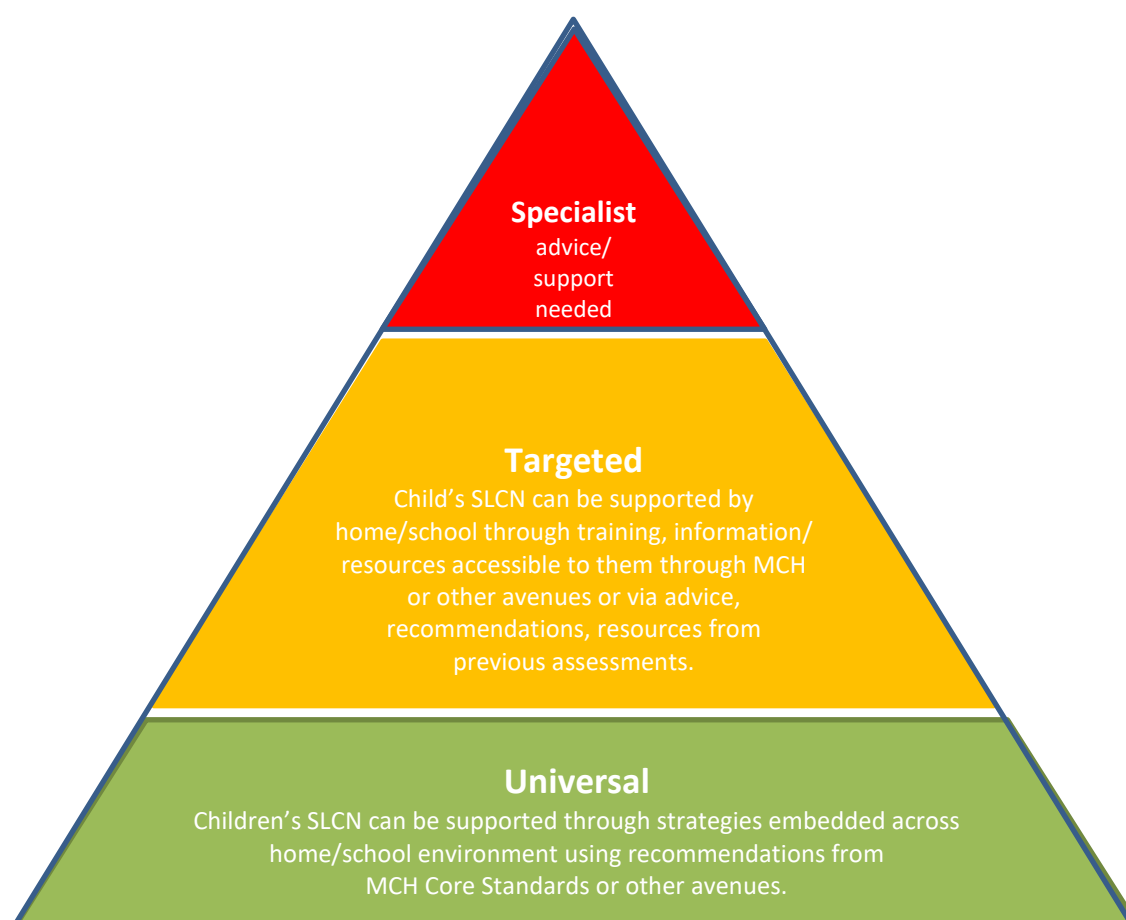 Specialist
advice/
support
needed
Targeted
Child’s SLCN can be supported by
home/school through training, information/
resources accessible to them through MCH
or other avenues or via advice,
recommendations, resources from
previous assessments.
Universal
Children’s SLCN can be supported through strategies embedded across
home/school environment using recommendations from
MCH Core Standards or other avenues.